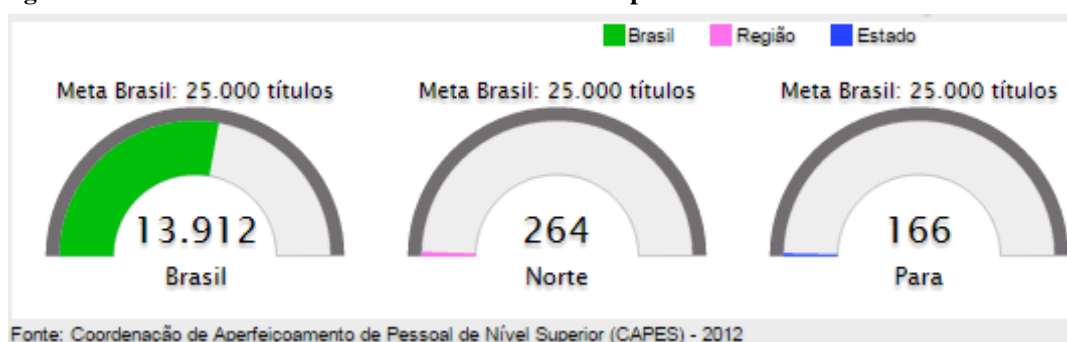 Brasil Região Estado
Meta Brasil: 25.000 títulos Meta Brasil: 25.000 títulos Meta Brasil: 25.000 títulos
13.912 264 166
Brasil Norte Para
Fonte: Coordenação de Aperfeiçoamento de Pessoal de Nível Superior (CAPES) - 2012